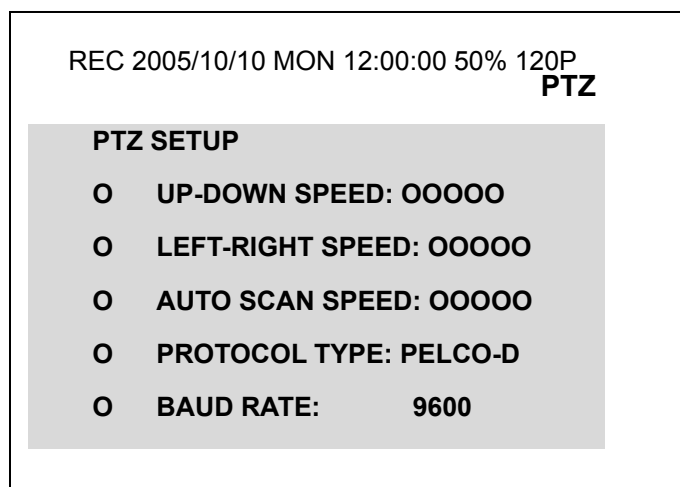 REC 2005/10/10 MON 12:00:00 50% 120P
PTZ
PTZ SETUP
O UP-DOWN SPEED: OOOOO
O LEFT-RIGHT SPEED: OOOOO
O AUTO SCAN SPEED: OOOOO
O PROTOCOL TYPE: PELCO-D
O BAUD RATE: 9600